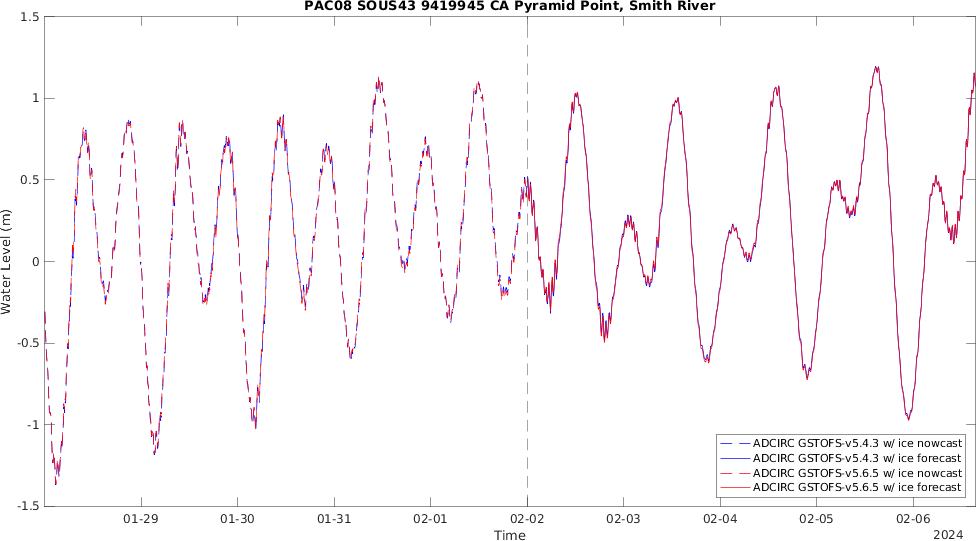 PAC08 SOUS43 9419945 CA Pyramid Point, Smith River
Water Level (m)
1.5
1
0.5
0
-0.5
-1
-1.5
ADCIRC GSTOFS-v5.4.3 w/ ice nowcast
ADCIRC GSTOFS-v5.4.3 w/ ice forecast
ADCIRC GSTOFS-v5.6.5 w/ ice nowcast
ADCIRC GSTOFS-v5.6.5 w/ ice forecast
01-29 01-30 01-31 02-01 02-02 02-03 02-04 02-05 02-06
Time
2024